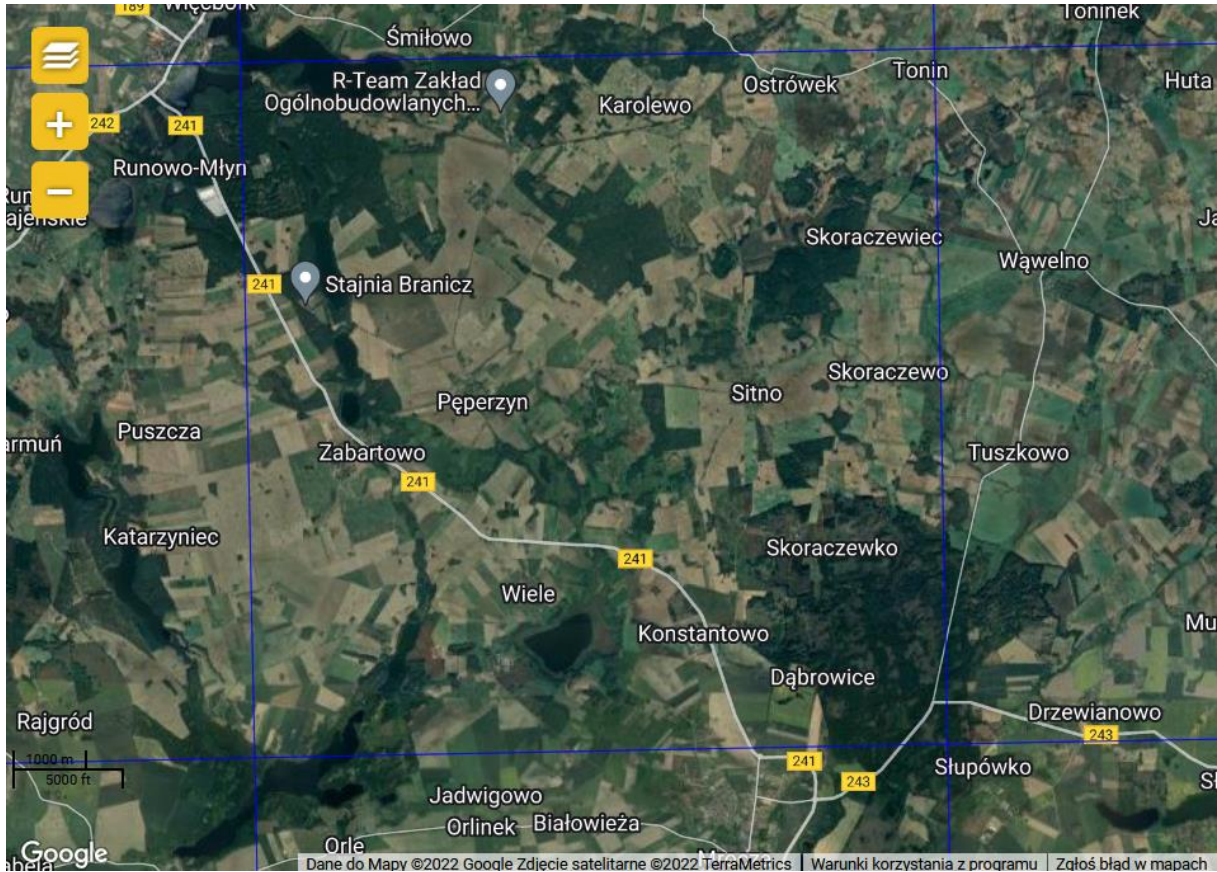 189
Więcbork
Śmiłowo
Toninek
R-Team Zakład
Ogólnobudowlanych...
Ostrówek
Tonin
Huta
Karolewo
242
241
Runowo-Młyn
Skoraczewiec
Wąwelno
241
Stajnia Branicz
Skoraczewo
Sitno
Pęperzyn
Puszcza
Zabartowo
Tuszkowo
241
Katarzyniec
Skoraczewko
241
Wiele
Konstantowo
Dąbrowice
Rajgród
Drzewianowo
243
1000 m
5000 ft
241
243
Słupówko
Jadwigowo
Orlinek
Białowieża
Orle
Mrocza
Google
Dane do Mapy ©2022 Google Zdjęcie satelitarne ©2022 TerraMetrics
Warunki korzystania z programu
Zgłoś błąd w mapach